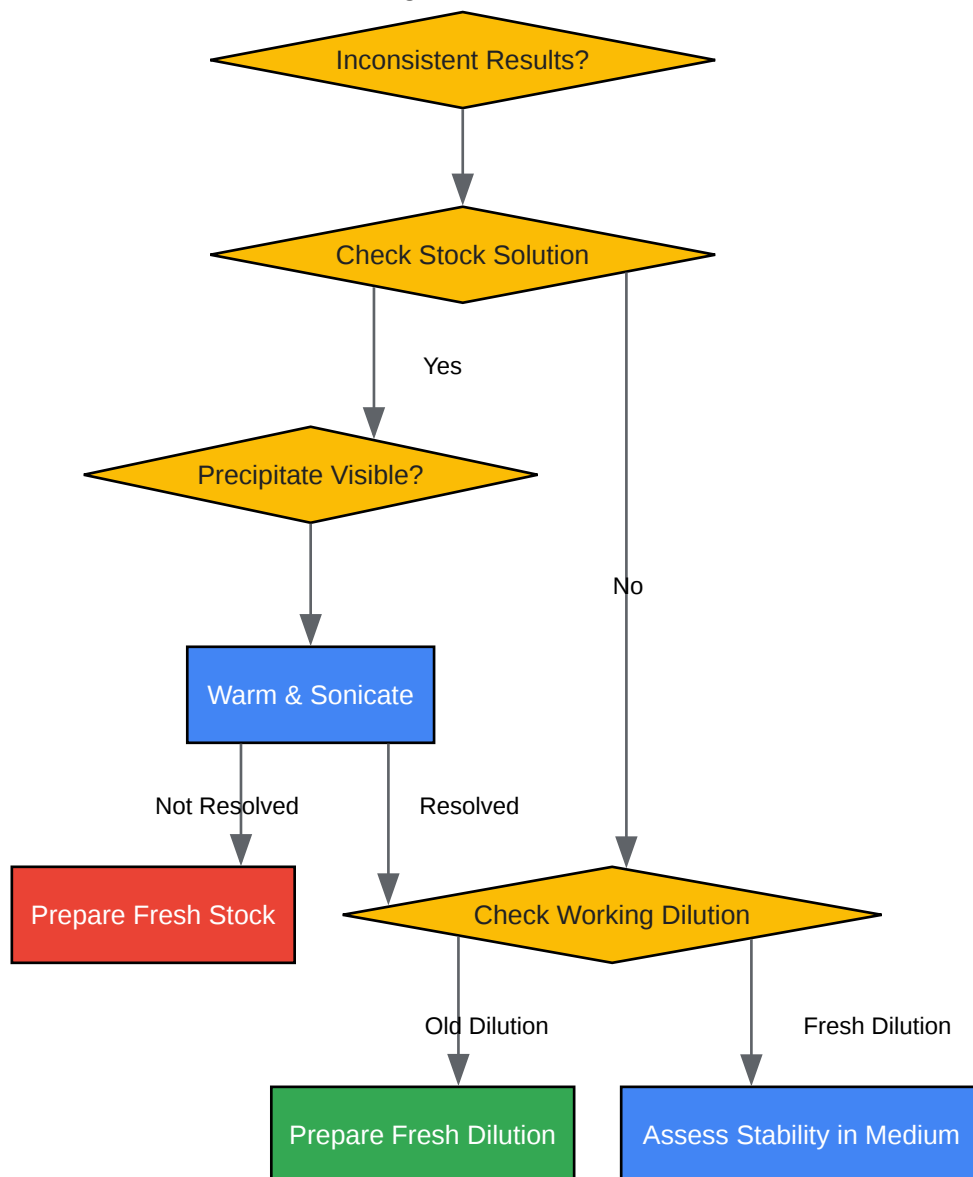 Inconsistent Results?
Check Stock Solution
Yes
Precipitate Visible?
No
Warm & Sonicate
Not Resolved
Resolved
Prepare Fresh Stock
Check Working Dilution
Old Dilution
Fresh Dilution
Prepare Fresh Dilution
Assess Stability in Medium